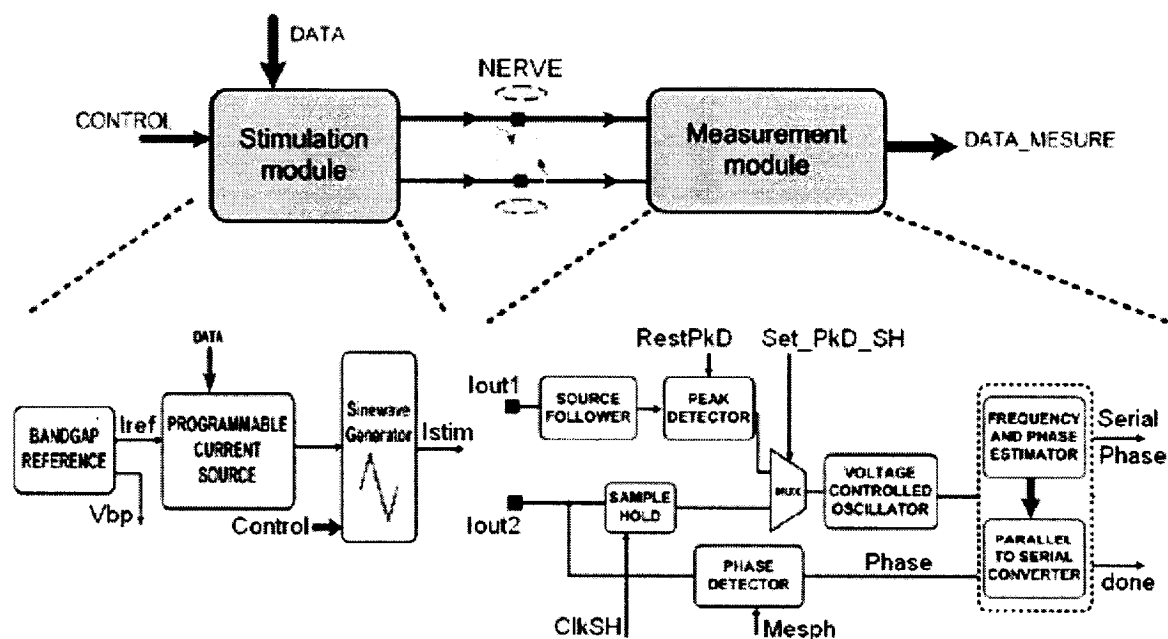 DATA
NERVE
CONTROL
Stimulation
module
Measurement
module
DATA_MESURE
RestPkD
Set_PkD_SH
DATA
Iout1
SOURCE
FOLLOWER
PEAK
DETECTOR
Sinewave
Generator
BANDGAP
REFERENCE
Iref
PROGRAMMABLE
CURRENT
SOURCE
Istim
Vbp
Control
Iout2
SAMPLE
HOLD
MUX
VOLTAGE
CONTROLLED
OSCILLATOR
FREQUENCY
AND PHASE
ESTIMATOR
Serial
Phase
PARALLEL
TO SERIAL
CONVERTER
done
PHASE
DETECTOR
Phase
ClkSH
Mesph